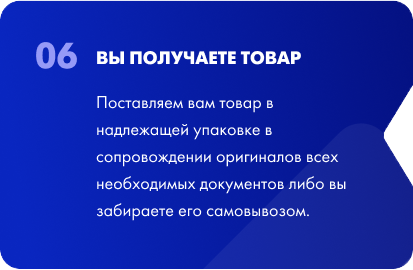 06 ВЫ ПОЛУЧАЕТЕ ТОВАР
Поставляем вам товар в
надлежащей упаковке в
сопровождении оригиналов всех
необходимых документов либо вы
забираете его самовывозом.